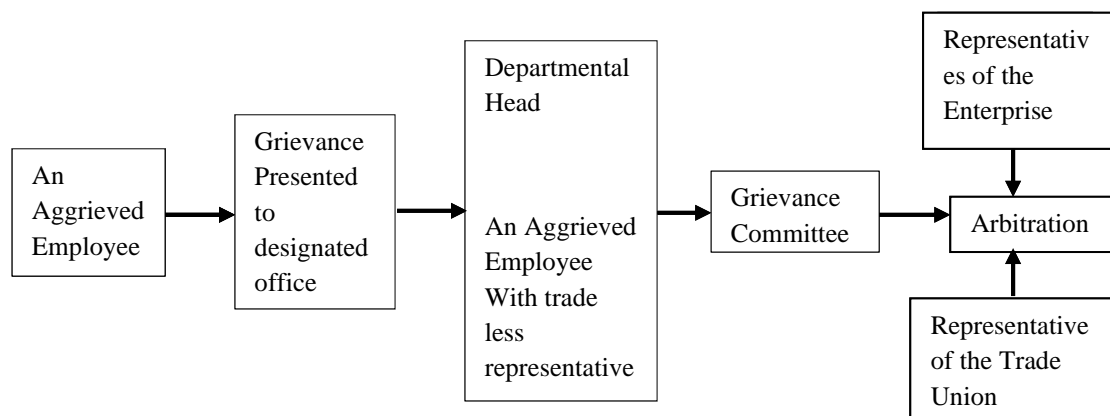 An
Aggrieved
Employee
Grievance
Presented
to
designated
office
Departmental
Head
An Aggrieved
Employee
With trade
less
representative
Grievance
Committee
Representativ
es of the
Enterprise
Arbitration
Representative
of the Trade
Union